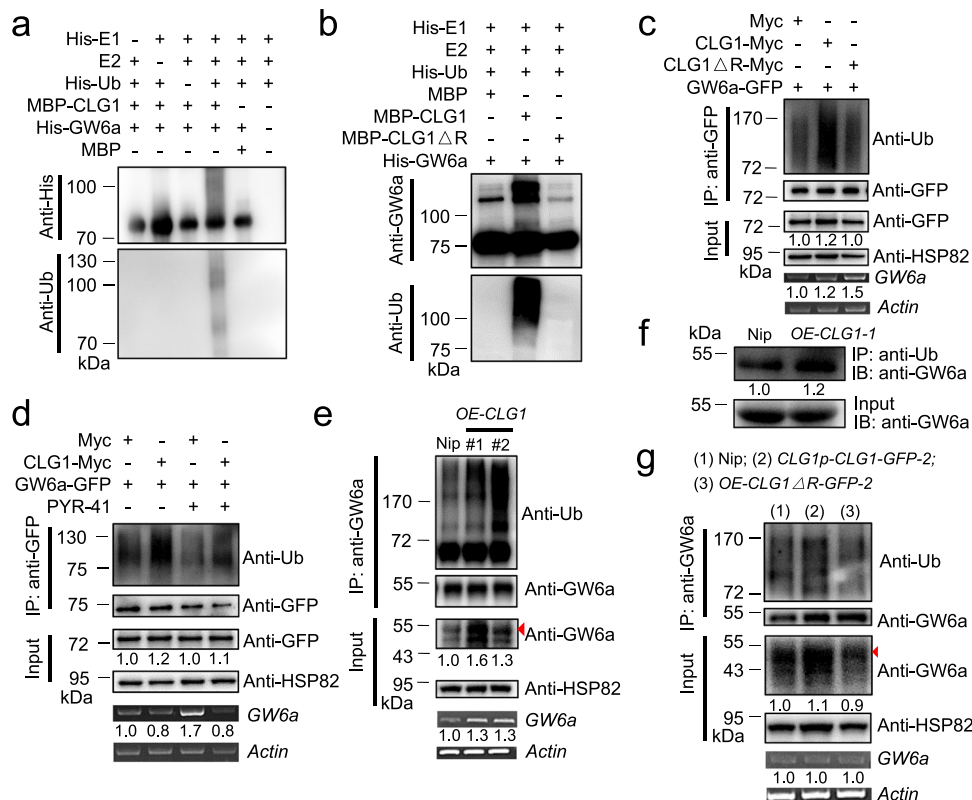 a
His-E1 - + + + + +
E2 + - + + + +
His-Ub + + - + + +
MBP-CLG1 + + + + - -
His-GW6a + + + + + -
MBP - - - - + -
Anti-His
100
70
Anti-Ub
130
100
70
kDa
b
His-E1 + + +
E2 + + +
His-Ub + + +
MBP + - -
MBP-CLG1 - + -
MBP-CLG1△R - - +
His-GW6a + + +
Anti-GW6a
100
75
Anti-Ub
100
75
kDa
c
Myc + - -
CLG1-Myc - + -
CLG1△R-Myc - - +
GW6a-GFP + + +
IP: anti-GFP
170
72
Anti-Ub
72
Anti-GFP
Input
72
Anti-GFP
1.0 1.2 1.0
95
Anti-HSP82
kDa
GW6a
1.0 1.2 1.5
Actin
f
kDa Nip OE-CLG1-1
55
IP: anti-Ub
IB: anti-GW6a
1.0 1.2
55
Input
IB: anti-GW6a
d
Myc + - + -
CLG1-Myc - + - +
GW6a-GFP + + + +
PYR-41 - - + +
IP: anti-GFP
130
75
Anti-Ub
75
Anti-GFP
Input
72
Anti-GFP
1.0 1.2 1.0 1.1
95
Anti-HSP82
kDa
GW6a
1.0 0.8 1.7 0.8
Actin
e
OE-CLG1
Nip #1 #2
IP: anti-GW6a
170
72
Anti-Ub
55
Anti-GW6a
Input
55
43
Anti-GW6a
1.0 1.6 1.3
95
Anti-HSP82
kDa
GW6a
1.0 1.3 1.3
Actin
g
(1) Nip; (2) CLG1p-CLG1-GFP-2;
(3) OE-CLG1△R-GFP-2
(1) (2) (3)
IP: anti-GW6a
170
72
Anti-Ub
55
Anti-GW6a
Input
55
43
Anti-GW6a
1.0 1.1 0.9
95
Anti-HSP82
kDa
GW6a
1.0 1.0 1.0
Actin